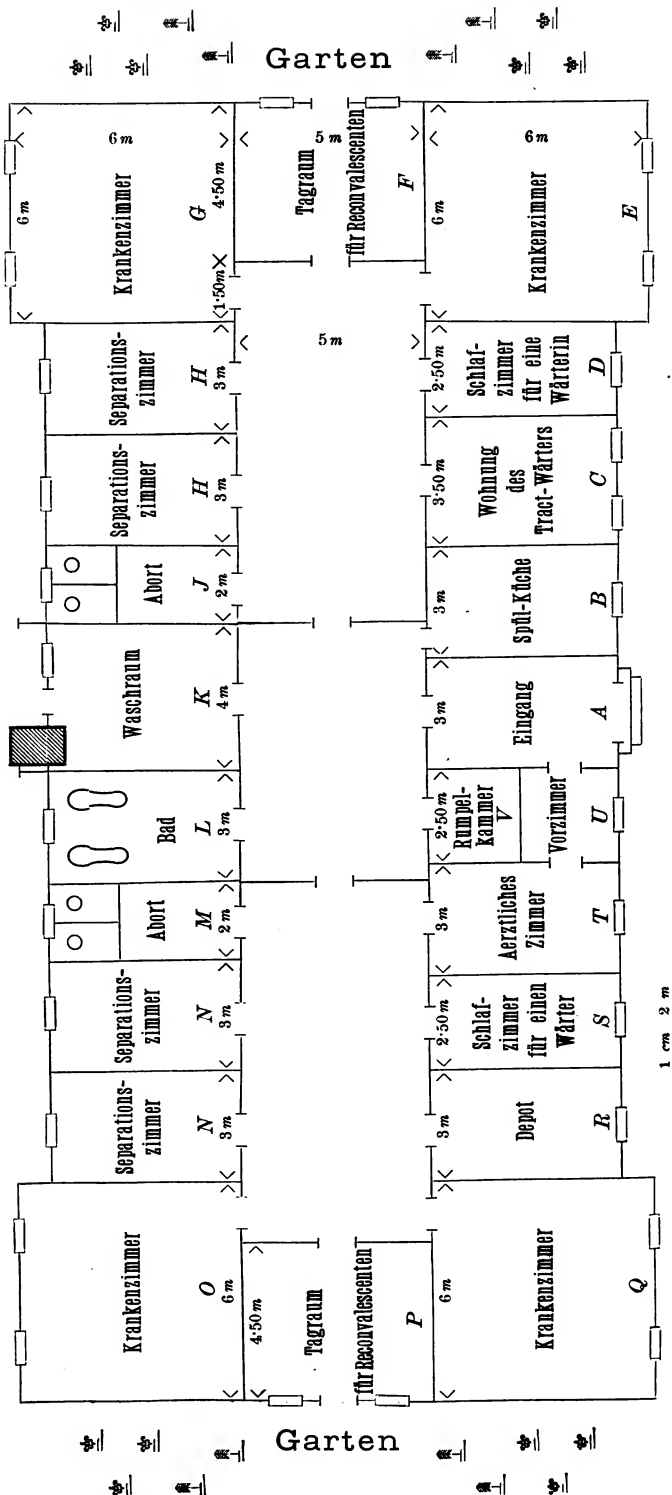 Garten
6 m
6 m
Krankenzimmer
G
4·50 m
1·50 m
5 m
Tagraum
für Reconvalescenten
F
6 m
6 m
Krankenzimmer
E
Separations-
zimmer
H
3 m
5 m
2·50 m
Schlaf-
zimmer
für eine
Wärterin
D
Separations-
zimmer
H
3 m
3·50 m
Wohnung
des
Tract-Wärters
C
Abort
J
2 m
3 m
Spül-Küche
B
Waschraum
K
4 m
3 m
Eingang
A
Bad
L
3 m
2·50 m
Rumpel-
kammer
V
Vorzimmer
U
Abort
M
2 m
3 m
Aerztliches
Zimmer
T
Separations-
zimmer
N
3 m
2·50 m
Schlaf-
zimmer
für einen
Wärter
S
Separations-
zimmer
N
3 m
3 m
Depot
R
Krankenzimmer
O
6 m
4·50 m
Tagraum
für Reconvalescenten
P
6 m
Krankenzimmer
Q
Garten
1 cm 2 m